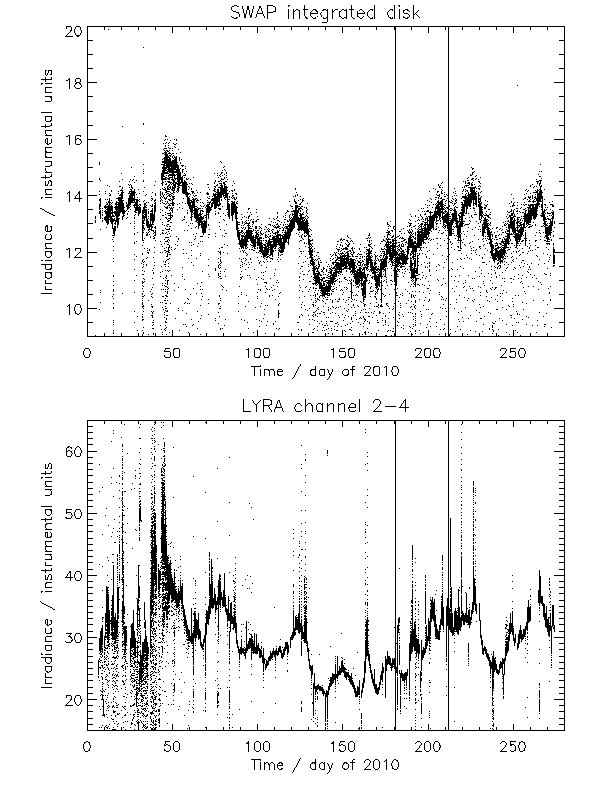 SWAP integrated disk
Irradiance / instrumental units
20
18
16
14
12
10
0 50 100 150 200 250
Time / day of 2010
LYRA channel 2-4
Irradiance / instrumental units
60
50
40
30
20
0 50 100 150 200 250
Time / day of 2010